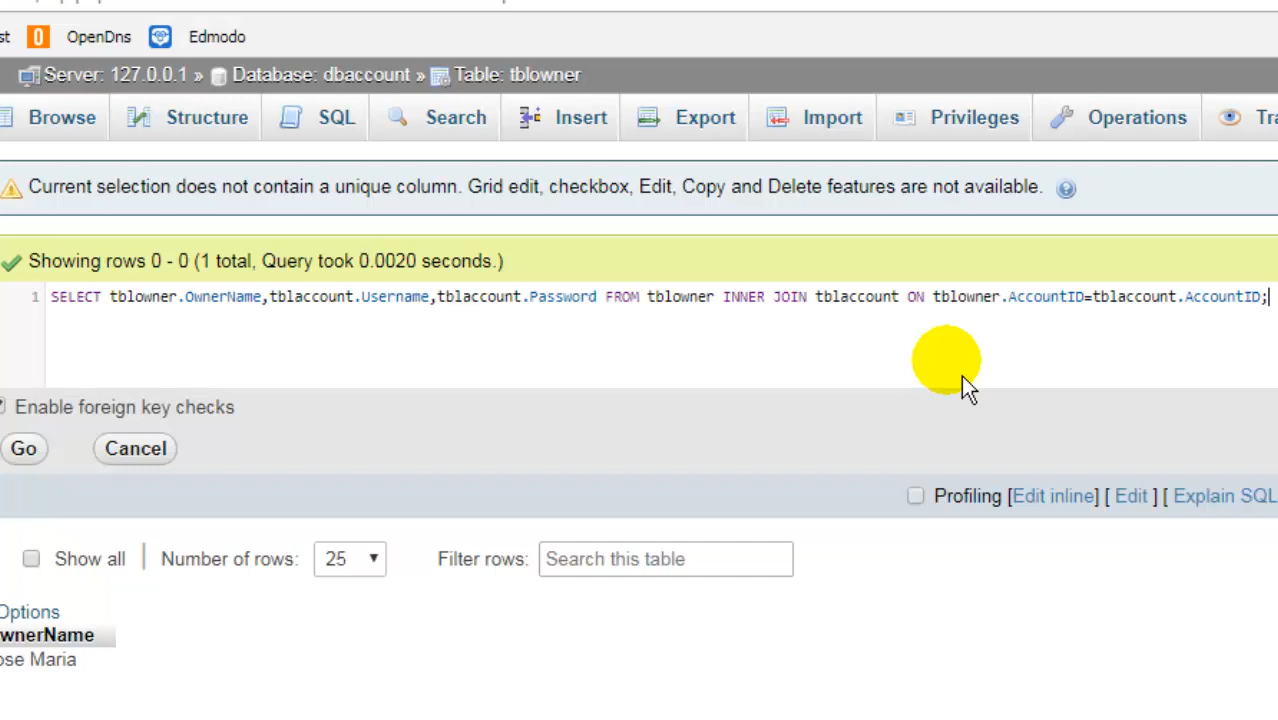 st OpenDns Edmodo
Server: 127.0.0.1 » Database: dbaccount » Table: tblowner
Browse Structure SQL Search Insert Export Import Privileges Operations Tra
Current selection does not contain a unique column. Grid edit, checkbox, Edit, Copy and Delete features are not available.
Showing rows 0 - 0 (1 total, Query took 0.0020 seconds.)
1 SELECT tblowner.OwnerName,tblaccount.Username,tblaccount.Password FROM tblowner INNER JOIN tblaccount ON tblowner.AccountID=tblaccount.AccountID;
Enable foreign key checks
Go Cancel
Profiling [Edit inline] [ Edit ] [ Explain SQL
Show all Number of rows: 25 Filter rows: Search this table
Options
wnerName
ose Maria